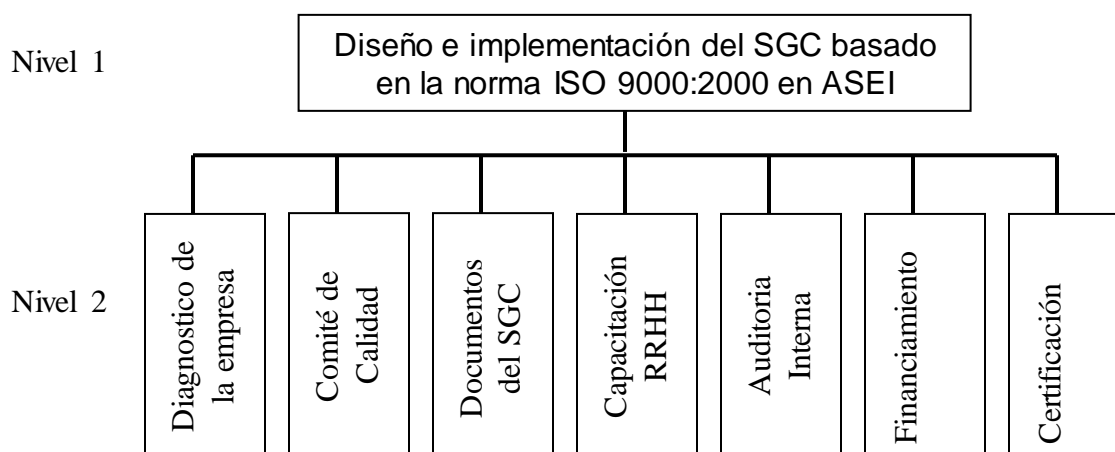 Nivel 1
Diseño e implementación del SGC basado
en la norma ISO 9000:2000 en ASEI
Nivel 2
Diagnostico de
la empresa
Comité de
Calidad
Documentos
del SGC
Capacitación
RRHH
Auditoria
Interna
Financiamiento
Certificación